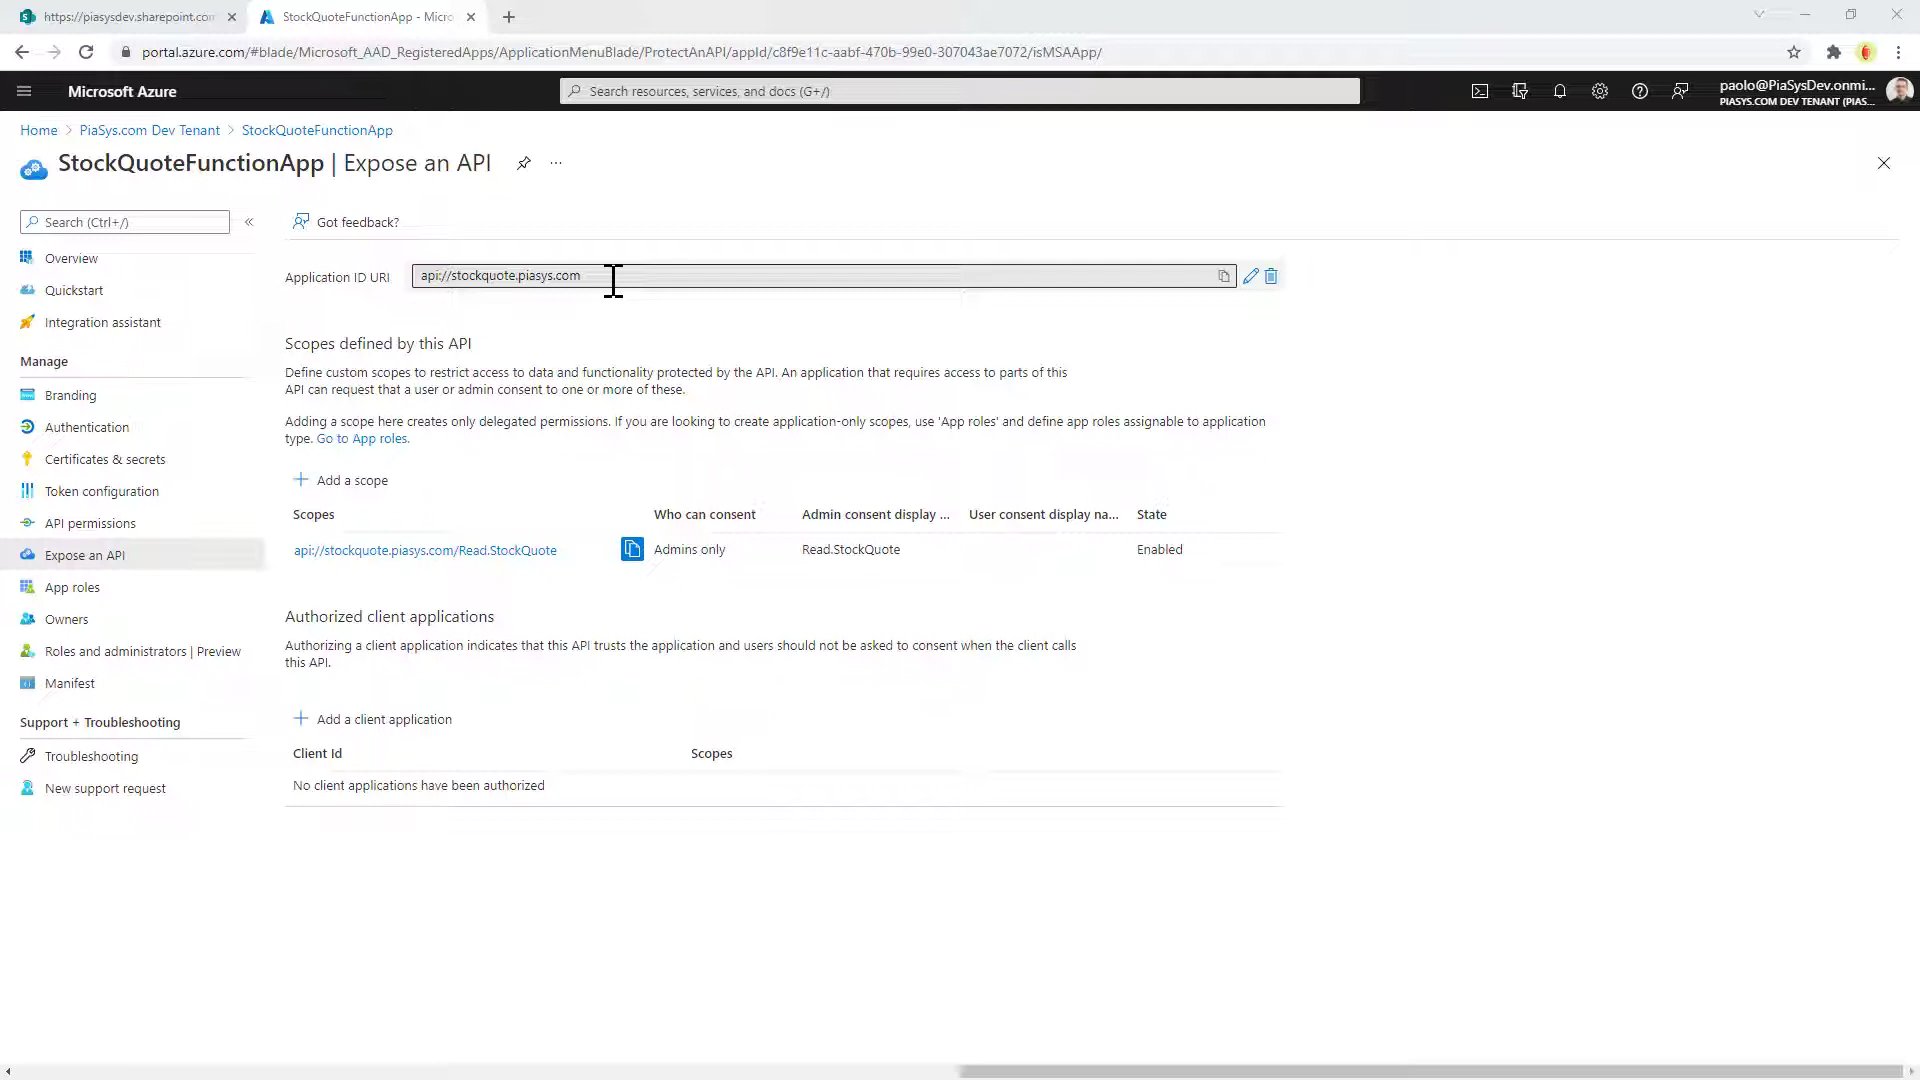 https://piasysdev.sharepoint.com
StockQuoteFunctionApp - Micro
portal.azure.com/#blade/Microsoft_AAD_RegisteredApps/ApplicationMenuBlade/ProtectAnAPI/appId/c8f9e11c-aabf-470b-99e0-307043ae7072/isMSAApp/
Microsoft Azure
Search resources, services, and docs (G+/)
paolo@PiaSysDev.onmi...
PIASYS.COM DEV TENANT (PIAS...
Home > PiaSys.com Dev Tenant > StockQuoteFunctionApp
StockQuoteFunctionApp | Expose an API
Search (Ctrl+/)
Got feedback?
Overview
Quickstart
Integration assistant
Manage
Branding
Authentication
Certificates & secrets
Token configuration
API permissions
Expose an API
App roles
Owners
Roles and administrators | Preview
Manifest
Support + Troubleshooting
Troubleshooting
New support request
Application ID URI
api://stockquote.piasys.com
Scopes defined by this API
Define custom scopes to restrict access to data and functionality protected by the API. An application that requires access to parts of this
API can request that a user or admin consent to one or more of these.
Adding a scope here creates only delegated permissions. If you are looking to create application-only scopes, use 'App roles' and define app roles assignable to application
type. Go to App roles.
Add a scope
Scopes Who can consent Admin consent display ... User consent display na... State
api://stockquote.piasys.com/Read.StockQuote Admins only Read.StockQuote Enabled
Authorized client applications
Authorizing a client application indicates that this API trusts the application and users should not be asked to consent when the client calls
this API.
Add a client application
Client Id Scopes
No client applications have been authorized